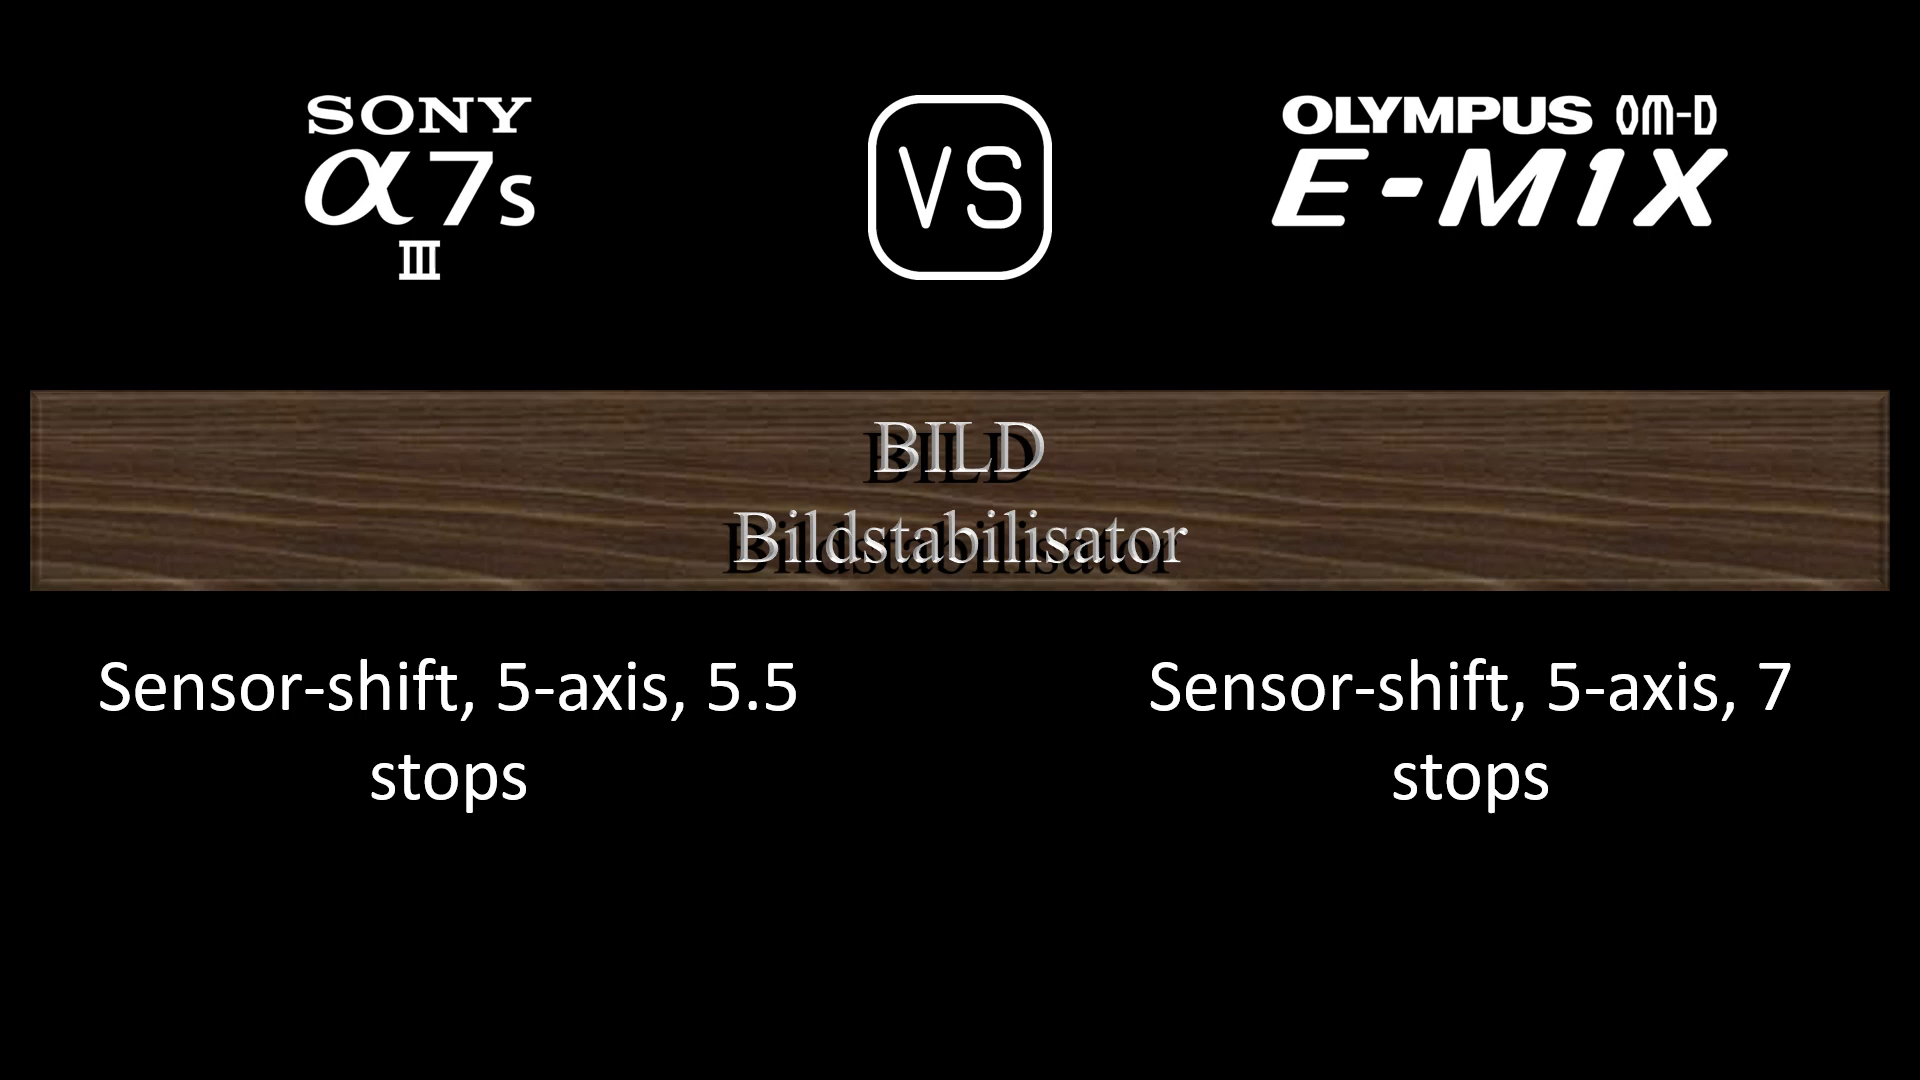 SONY
α7s
III
VS
OLYMPUS OM-D
E-M1X
BILD
Bildstabilisator
Sensor-shift, 5-axis, 5.5
stops
Sensor-shift, 5-axis, 7
stops